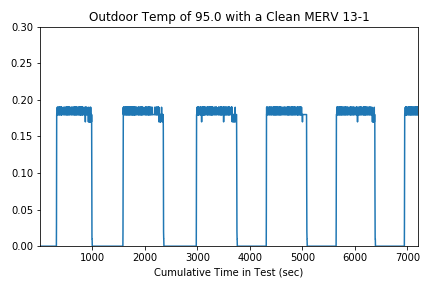 Outdoor Temp of 95.0 with a Clean MERV 13-1
0.30
0.25
0.20
0.15
0.10
0.05
0.00
1000 2000 3000 4000 5000 6000 7000
Cumulative Time in Test (sec)